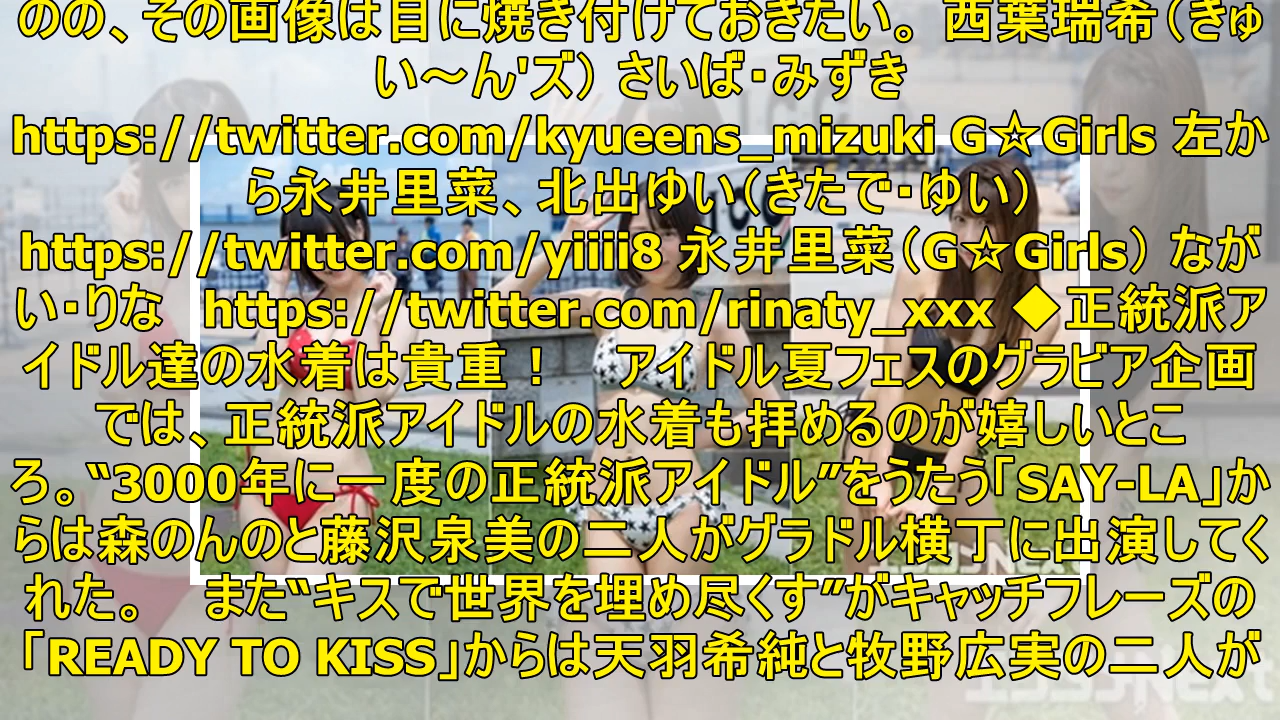 のの、その画像は目に焼き付けておきたい。 西葉瑞希（きゅ
い〜ん'ズ） さいば・みずき
https://twitter.com/kyueens_mizuki G☆Girls 左か
ら永井里菜、北出ゆい（きたで・ゆい）
https://twitter.com/yiiii8 永井里菜（G☆Girls） なが
い・りな　https://twitter.com/rinaty_xxx ◆正統派ア
イドル達の水着は貴重！　アイドル夏フェスのグラビア企画
では、正統派アイドルの水着も拝めるのが嬉しいとこ
ろ。“3000年に一度の正統派アイドル”をうたう「SAY-LA」か
らは森のんのと藤沢泉美の二人がグラドル横丁に出演してく
れた。　また“キスで世界を埋め尽くす”がキャッチフレーズの
「READY TO KISS」からは天羽希純と牧野広実の二人が